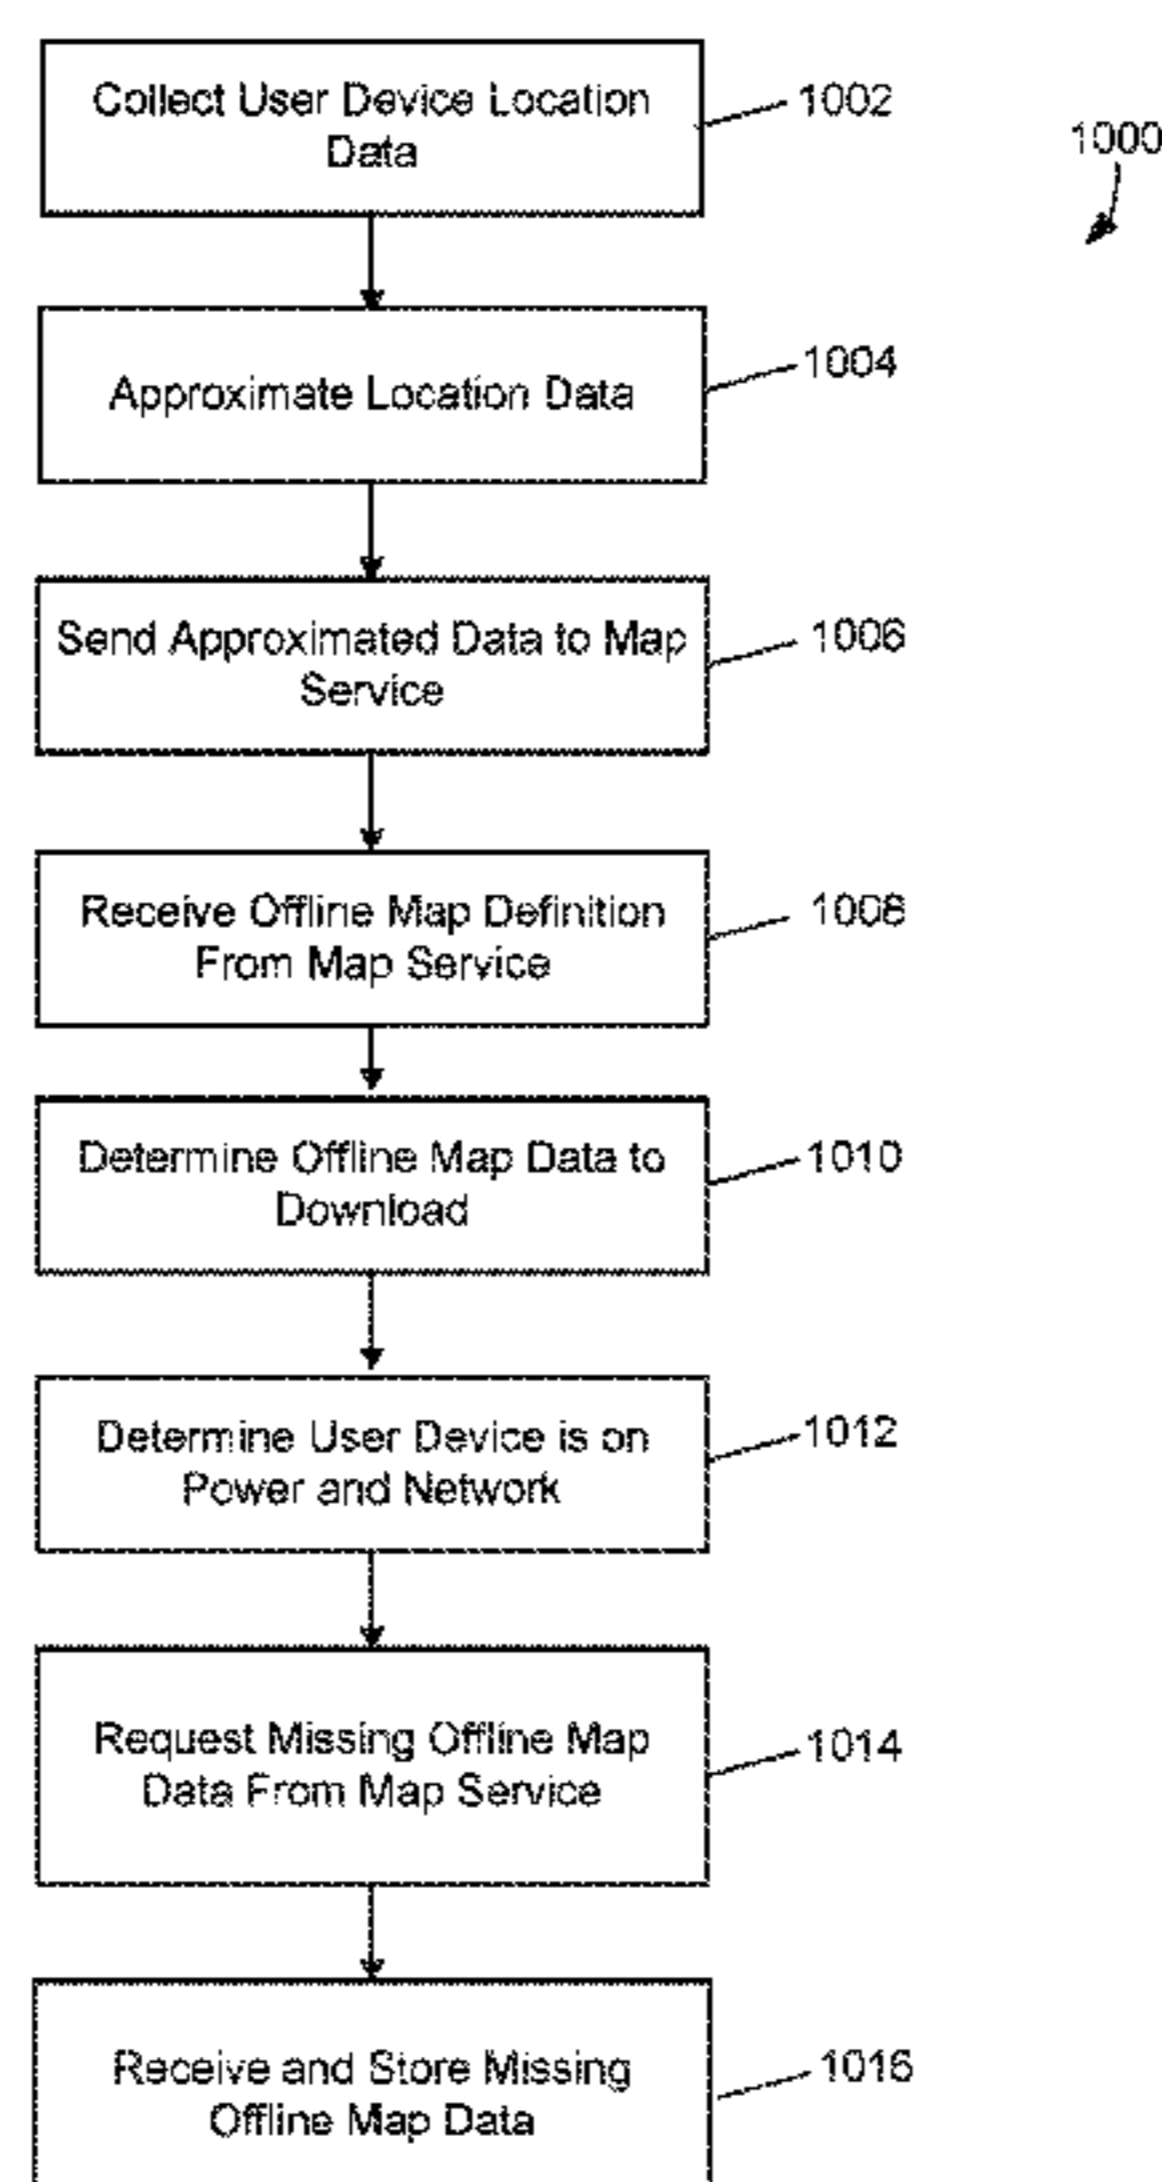 Collect User Device Location
Data
1002
1000
Approximate Location Data
1004
Send Approximated Data to Map
Service
1006
Receive Offline Map Definition
From Map Service
1008
Determine Offline Map Data to
Download
1010
Determine User Device is on
Power and Network
1012
Request Missing Offline Map
Data From Map Service
1014
Receive and Store Missing
Offline Map Data
1016